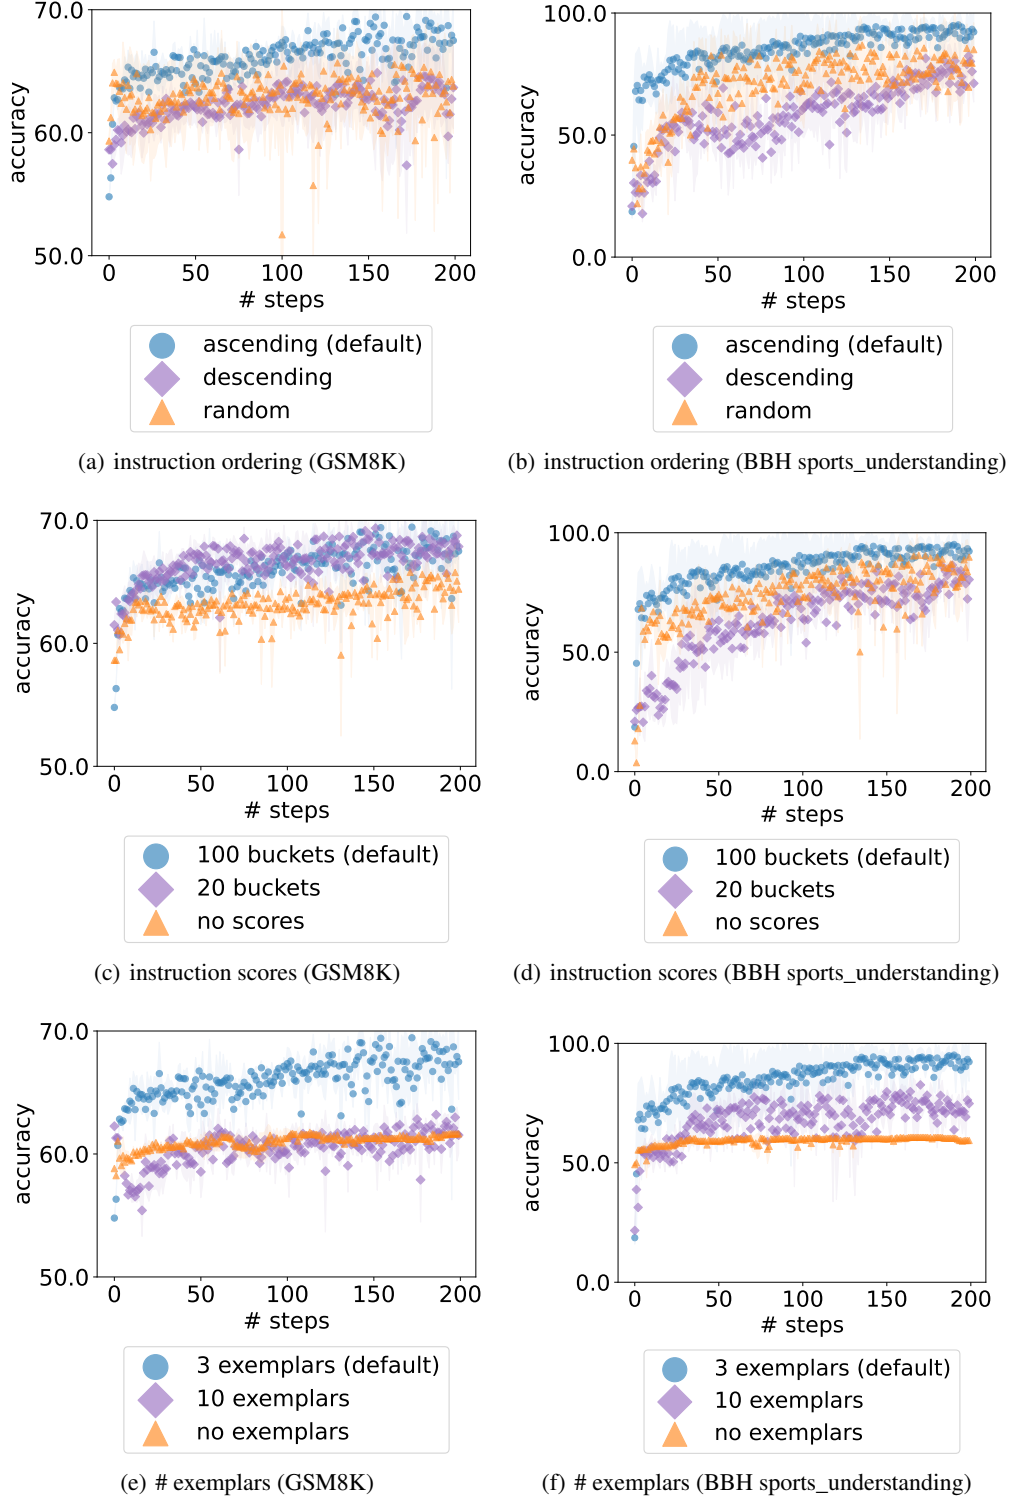 70.0
60.0
50.0
accuracy
0 50 100 150 200
# steps
ascending (default)
descending
random
(a) instruction ordering (GSM8K)
100.0
50.0
0.0
accuracy
0 50 100 150 200
# steps
ascending (default)
descending
random
(b) instruction ordering (BBH sports_understanding)
70.0
60.0
50.0
accuracy
0 50 100 150 200
# steps
100 buckets (default)
20 buckets
no scores
(c) instruction scores (GSM8K)
100.0
50.0
0.0
accuracy
0 50 100 150 200
# steps
100 buckets (default)
20 buckets
no scores
(d) instruction scores (BBH sports_understanding)
70.0
60.0
50.0
accuracy
0 50 100 150 200
# steps
3 exemplars (default)
10 exemplars
no exemplars
(e) # exemplars (GSM8K)
100.0
50.0
0.0
accuracy
0 50 100 150 200
# steps
3 exemplars (default)
10 exemplars
no exemplars
(f) # exemplars (BBH sports_understanding)